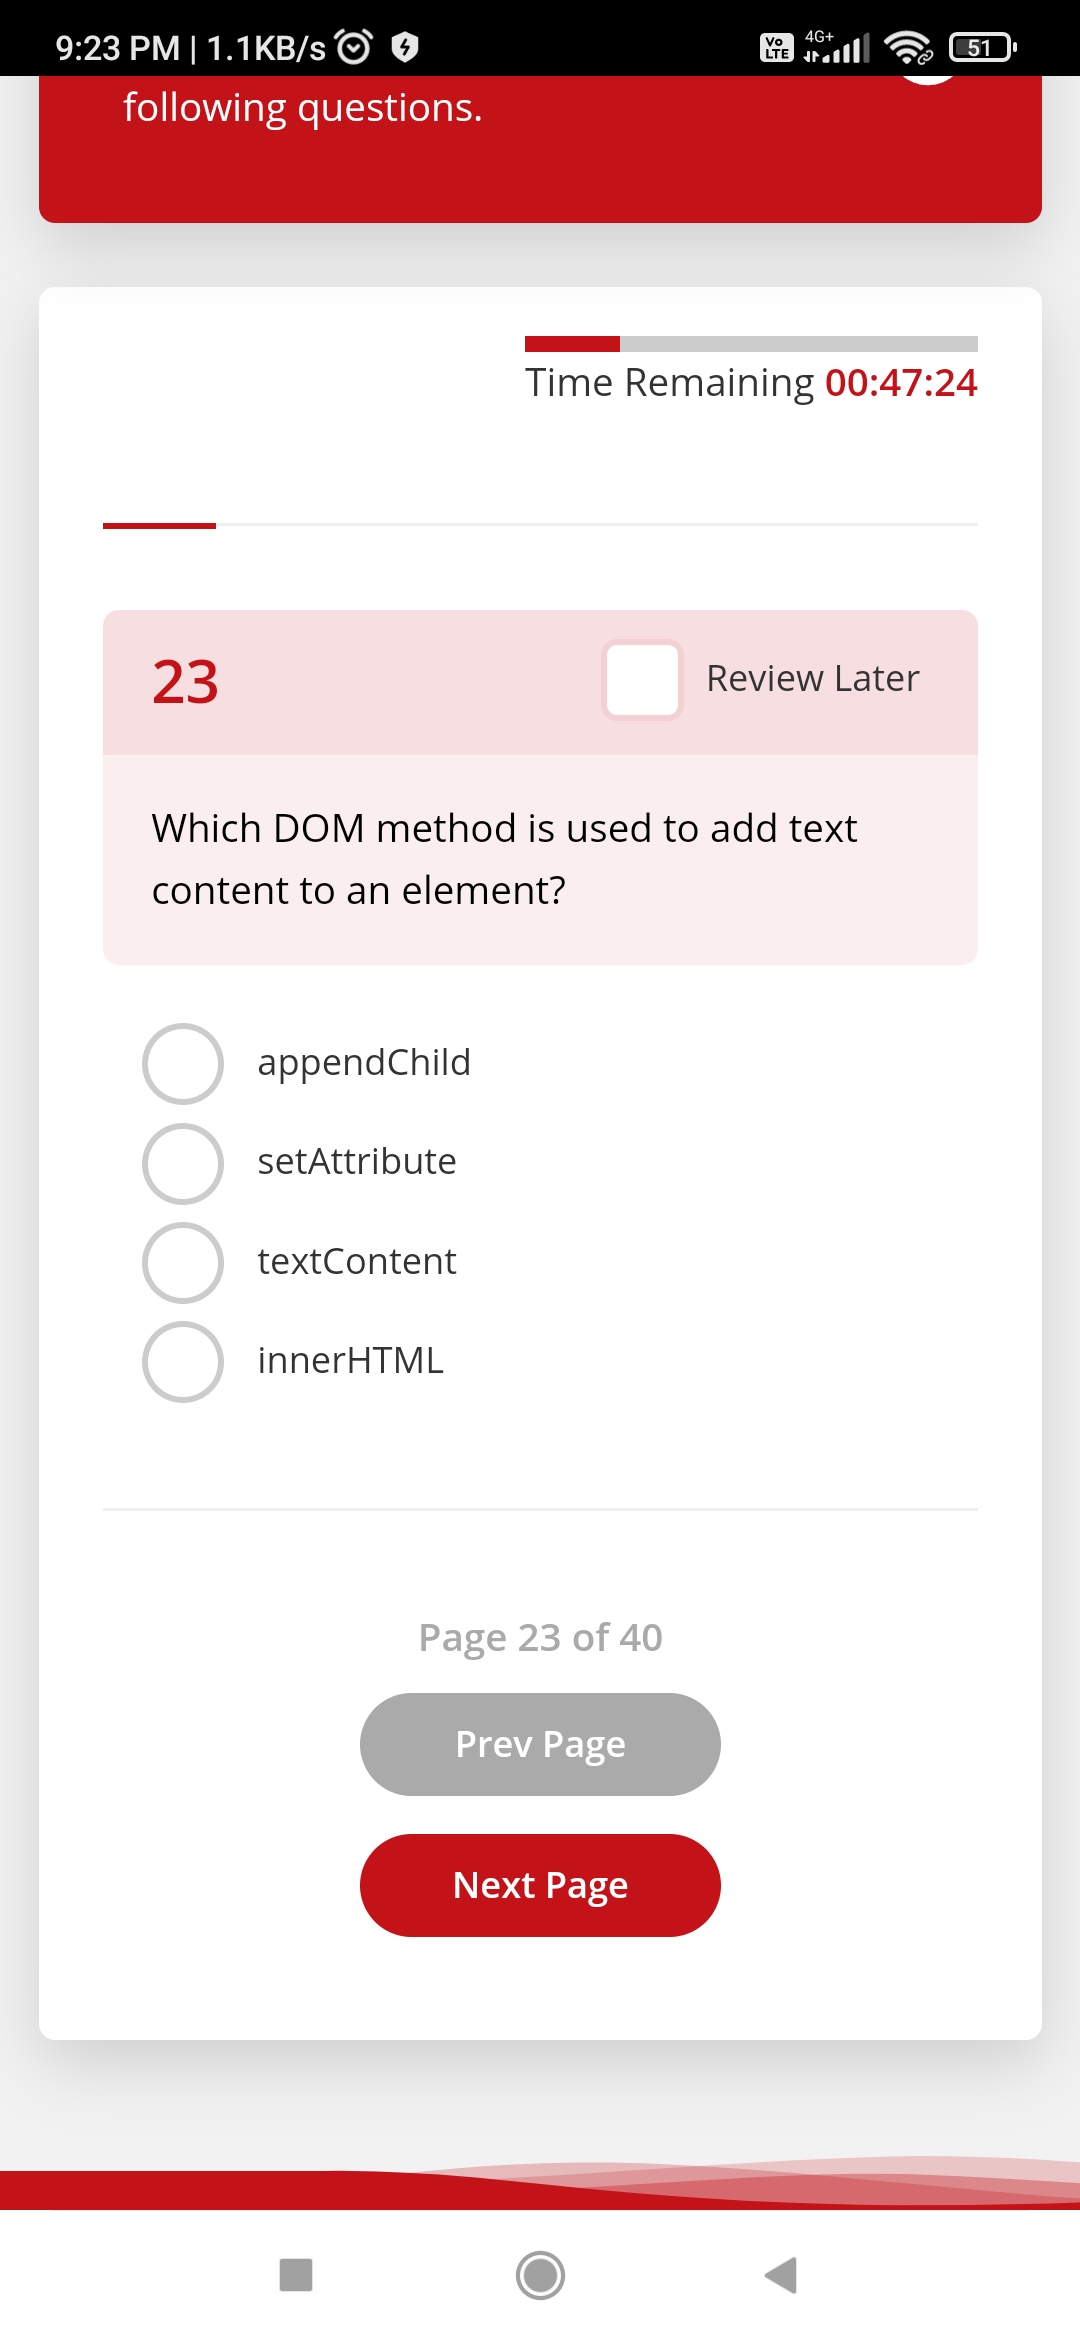 9:23 PM | 1.1KB/s
Vo LTE 4G+ 51
following questions.
Time Remaining 00:47:24
23
Review Later
Which DOM method is used to add text
content to an element?
appendChild
setAttribute
textContent
innerHTML
Page 23 of 40
Prev Page
Next Page